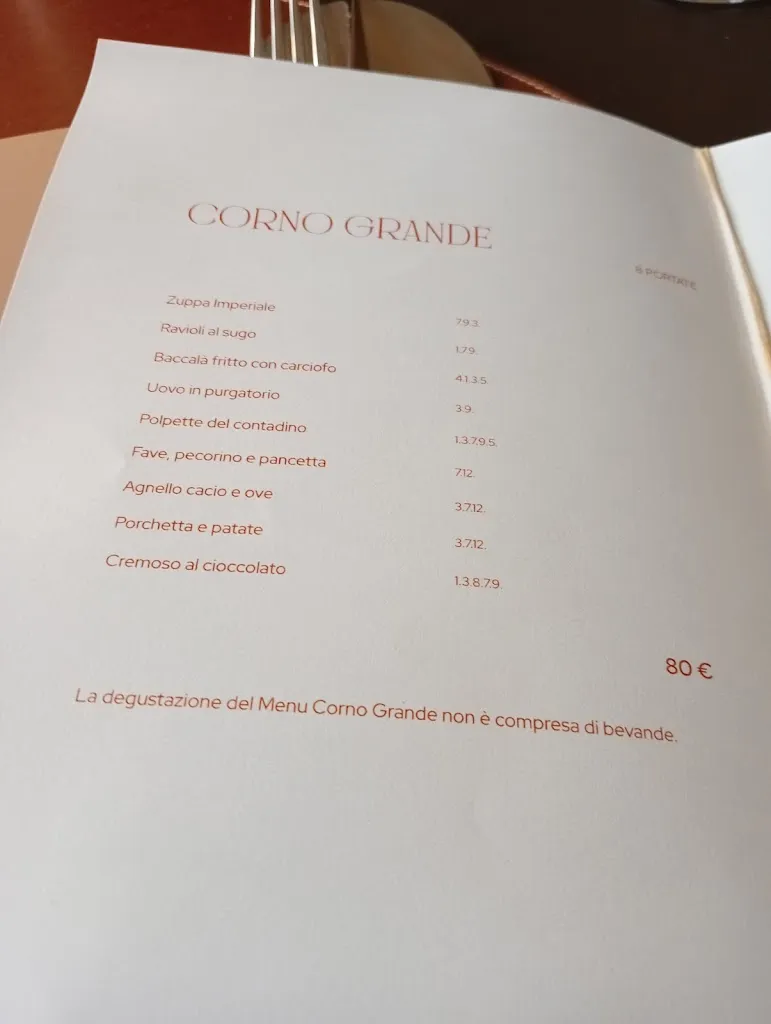 CORNO GRANDE
8 PORTATE
Zuppa Imperiale 7.9.3.
Ravioli al sugo 1.7.9.
Baccalà fritto con carciofo 4.1.3.5.
Uovo in purgatorio 3.9.
Polpette del contadino 1.3.7.9.5.
Fave, pecorino e pancetta 7.12.
Agnello cacio e ove 3.7.12.
Porchetta e patate 3.7.12.
Cremoso al cioccolato 1.3.8.7.9.
80 €
La degustazione del Menu Corno Grande non è compresa di bevande.